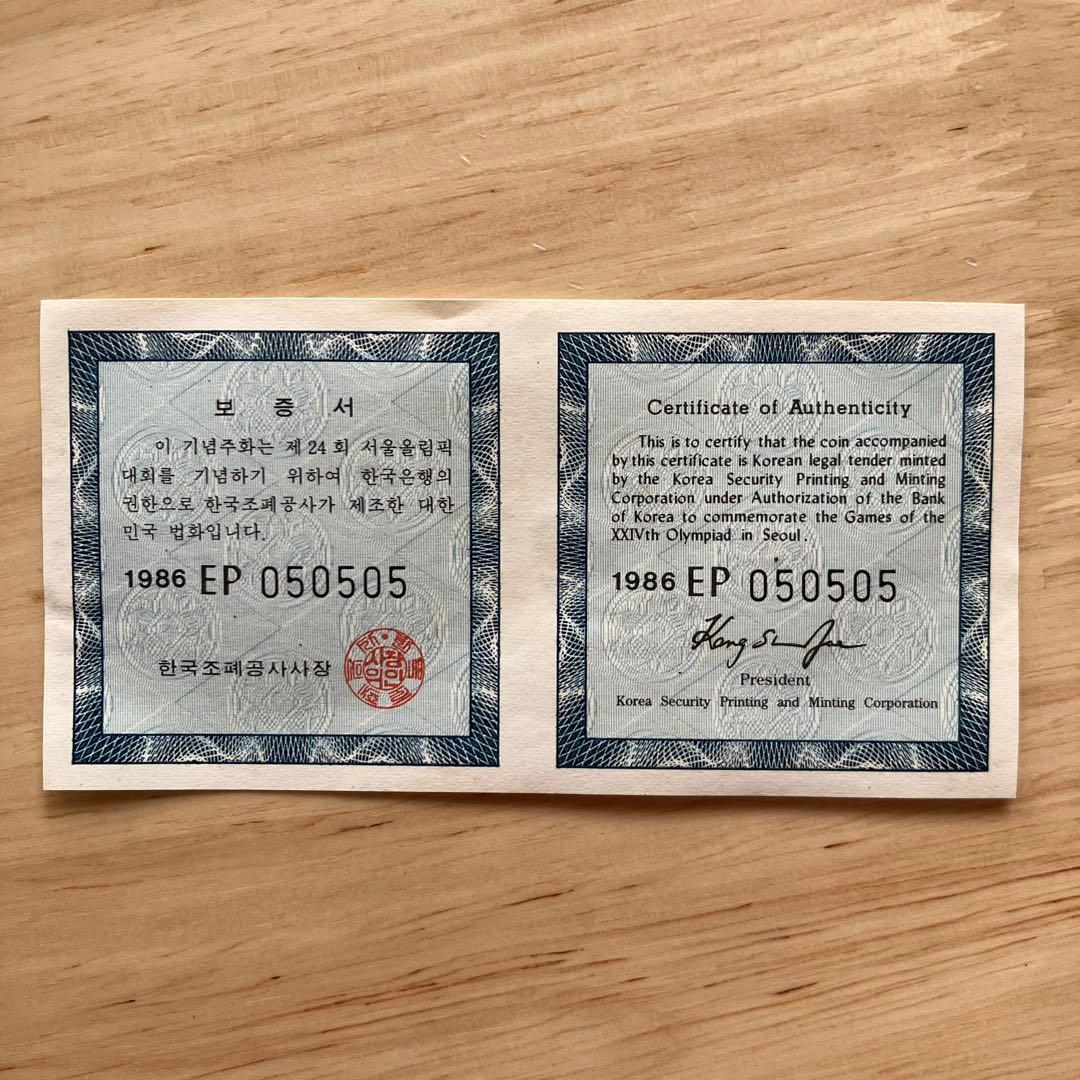 보 증 서
이 기념주화는 제 24 회 서울올림픽
대회를 기념하기 위하여 한국은행의
권한으로 한국조폐공사가 제조한 대한
민국 법화입니다.
1986 EP 050505
한국조폐공사사장
Certificate of Authenticity
This is to certify that the coin accompanied
by this certificate is Korean legal tender minted
by the Korea Security Printing and Minting
Corporation under Authorization of the Bank
of Korea to commemorate the Games of the
XXIVth Olympiad in Seoul.
1986 EP 050505
President
Korea Security Printing and Minting Corporation